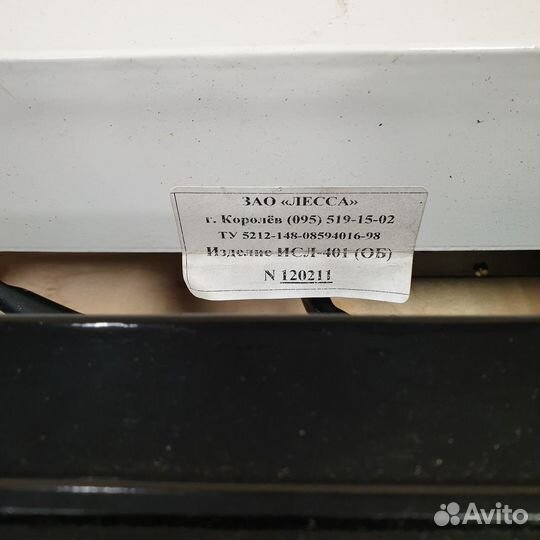 ЗАО «ЛЕССА»
г. Королёв (095) 519-15-02
ТУ 5212-148-08594016-98
Изделие ИСЛ-401 (ОБ)
N 120211
Avito